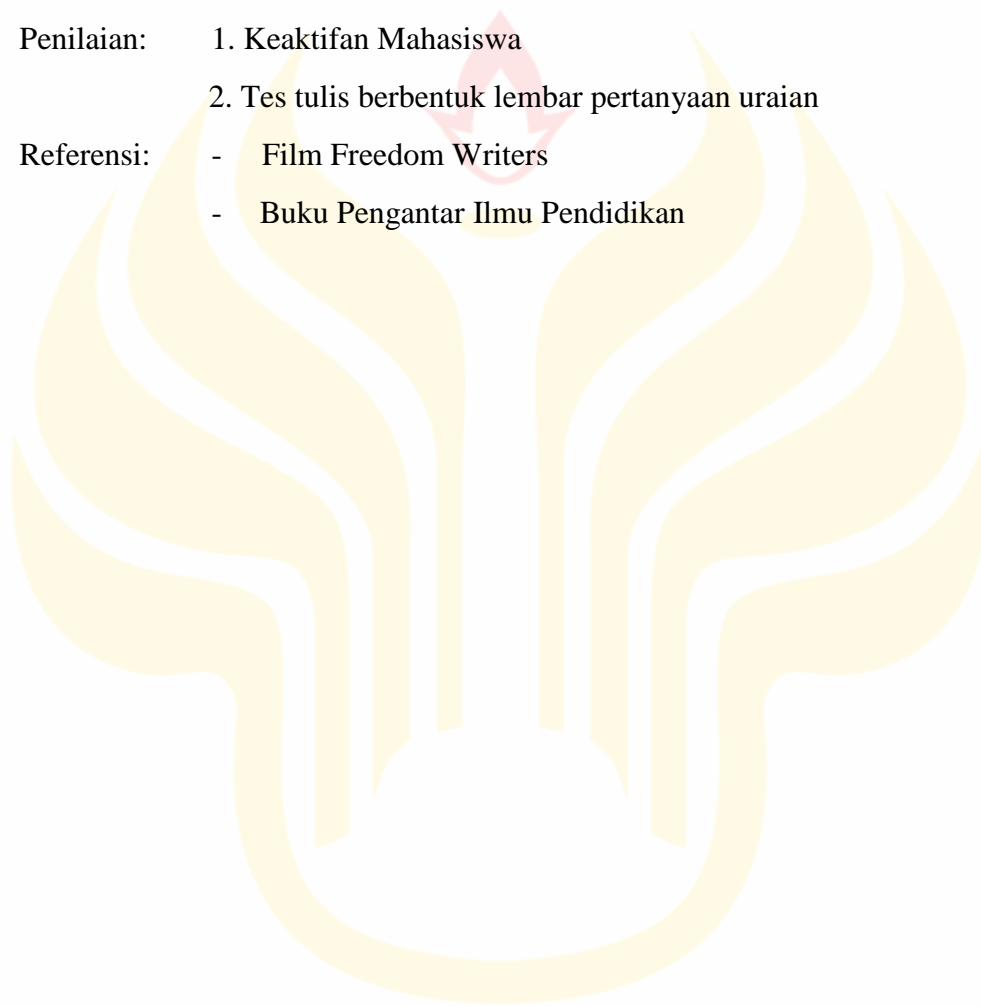 Penilaian: 1. Keaktifan Mahasiswa
2. Tes tulis berbentuk lembar pertanyaan uraian
Referensi: - Film Freedom Writers
- Buku Pengantar Ilmu Pendidikan